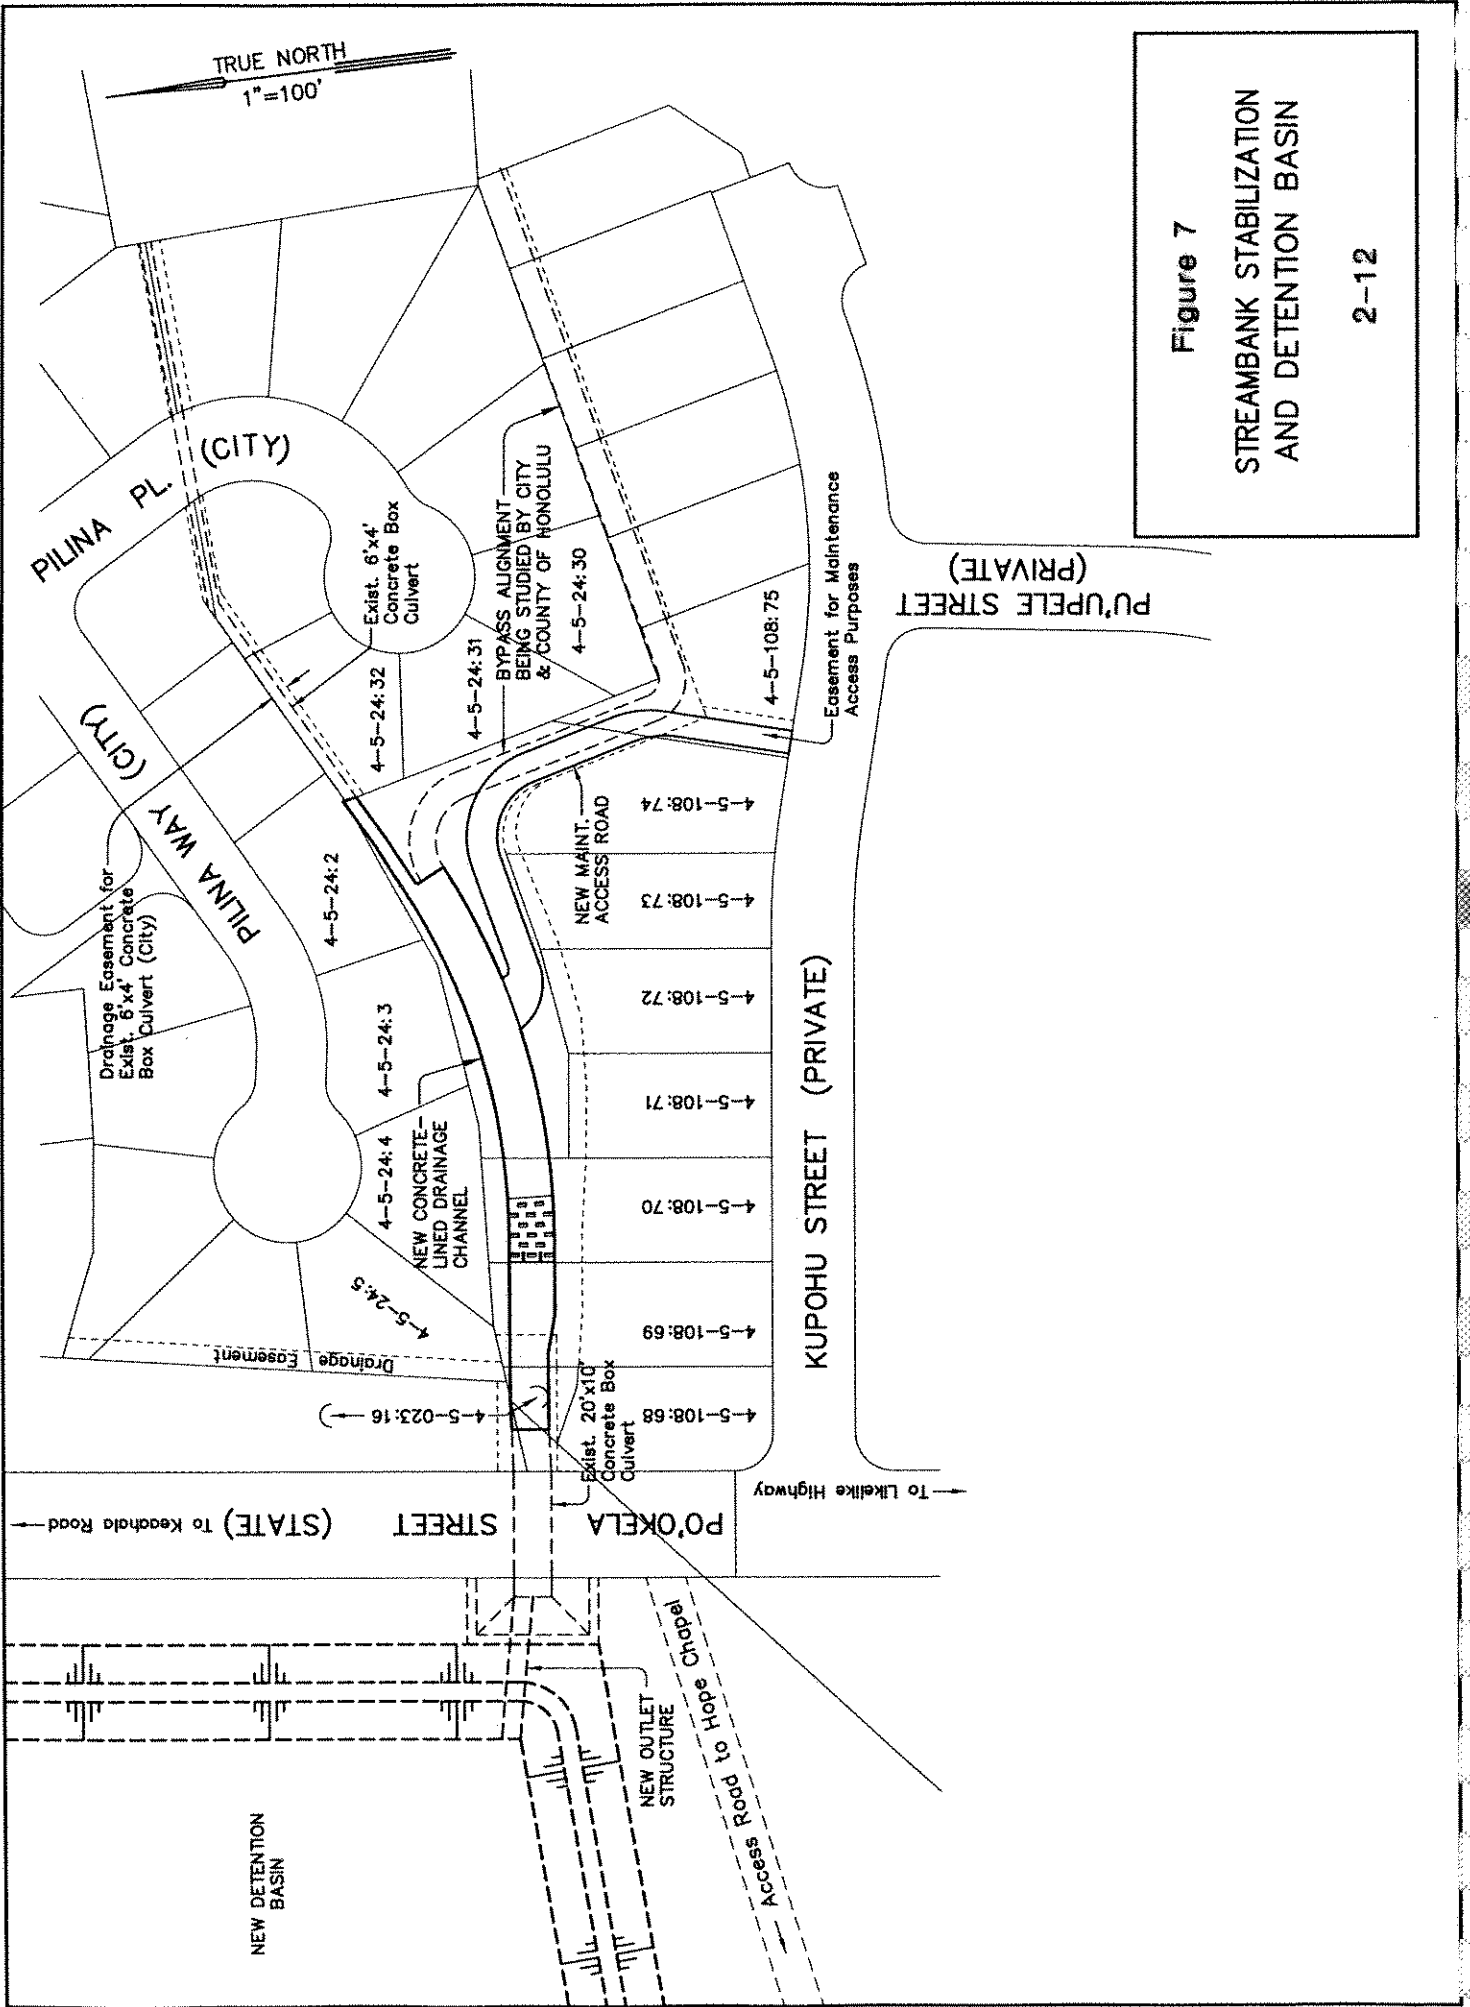 TRUE NORTH
1"=100'
PILINA PL. (CITY)
Exist. 6'x4'
Concrete Box
Culvert
BYPASS ALIGNMENT
BEING STUDIED BY CITY
& COUNTY OF HONOLULU
4-5-24:30
4-5-24:31
4-5-24:32
4-5-108:75
Easement for Maintenance
Access Purposes
PU'UPELE STREET
(PRIVATE)
PILINA WAY (CITY)
Drainage Easement for
Exist. 6'x4' Concrete
Box Culvert (City)
4-5-24:2
4-5-24:3
4-5-24:4
4-5-24:5
NEW CONCRETE-
LINED DRAINAGE
CHANNEL
NEW MAINT.
ACCESS ROAD
4-5-108:74
4-5-108:73
4-5-108:72
4-5-108:71
4-5-108:70
4-5-108:69
4-5-108:68
KUPOHU STREET (PRIVATE)
Drainage Easement
4-5-023:16
Exist. 20'x10'
Concrete Box
Culvert
PO'OKELA STREET (STATE)
To Keaahala Road
To Likelike Highway
NEW DETENTION
BASIN
NEW OUTLET
STRUCTURE
Access Road to Hope Chapel
Figure 7
STREAMBANK STABILIZATION
AND DETENTION BASIN
2-12